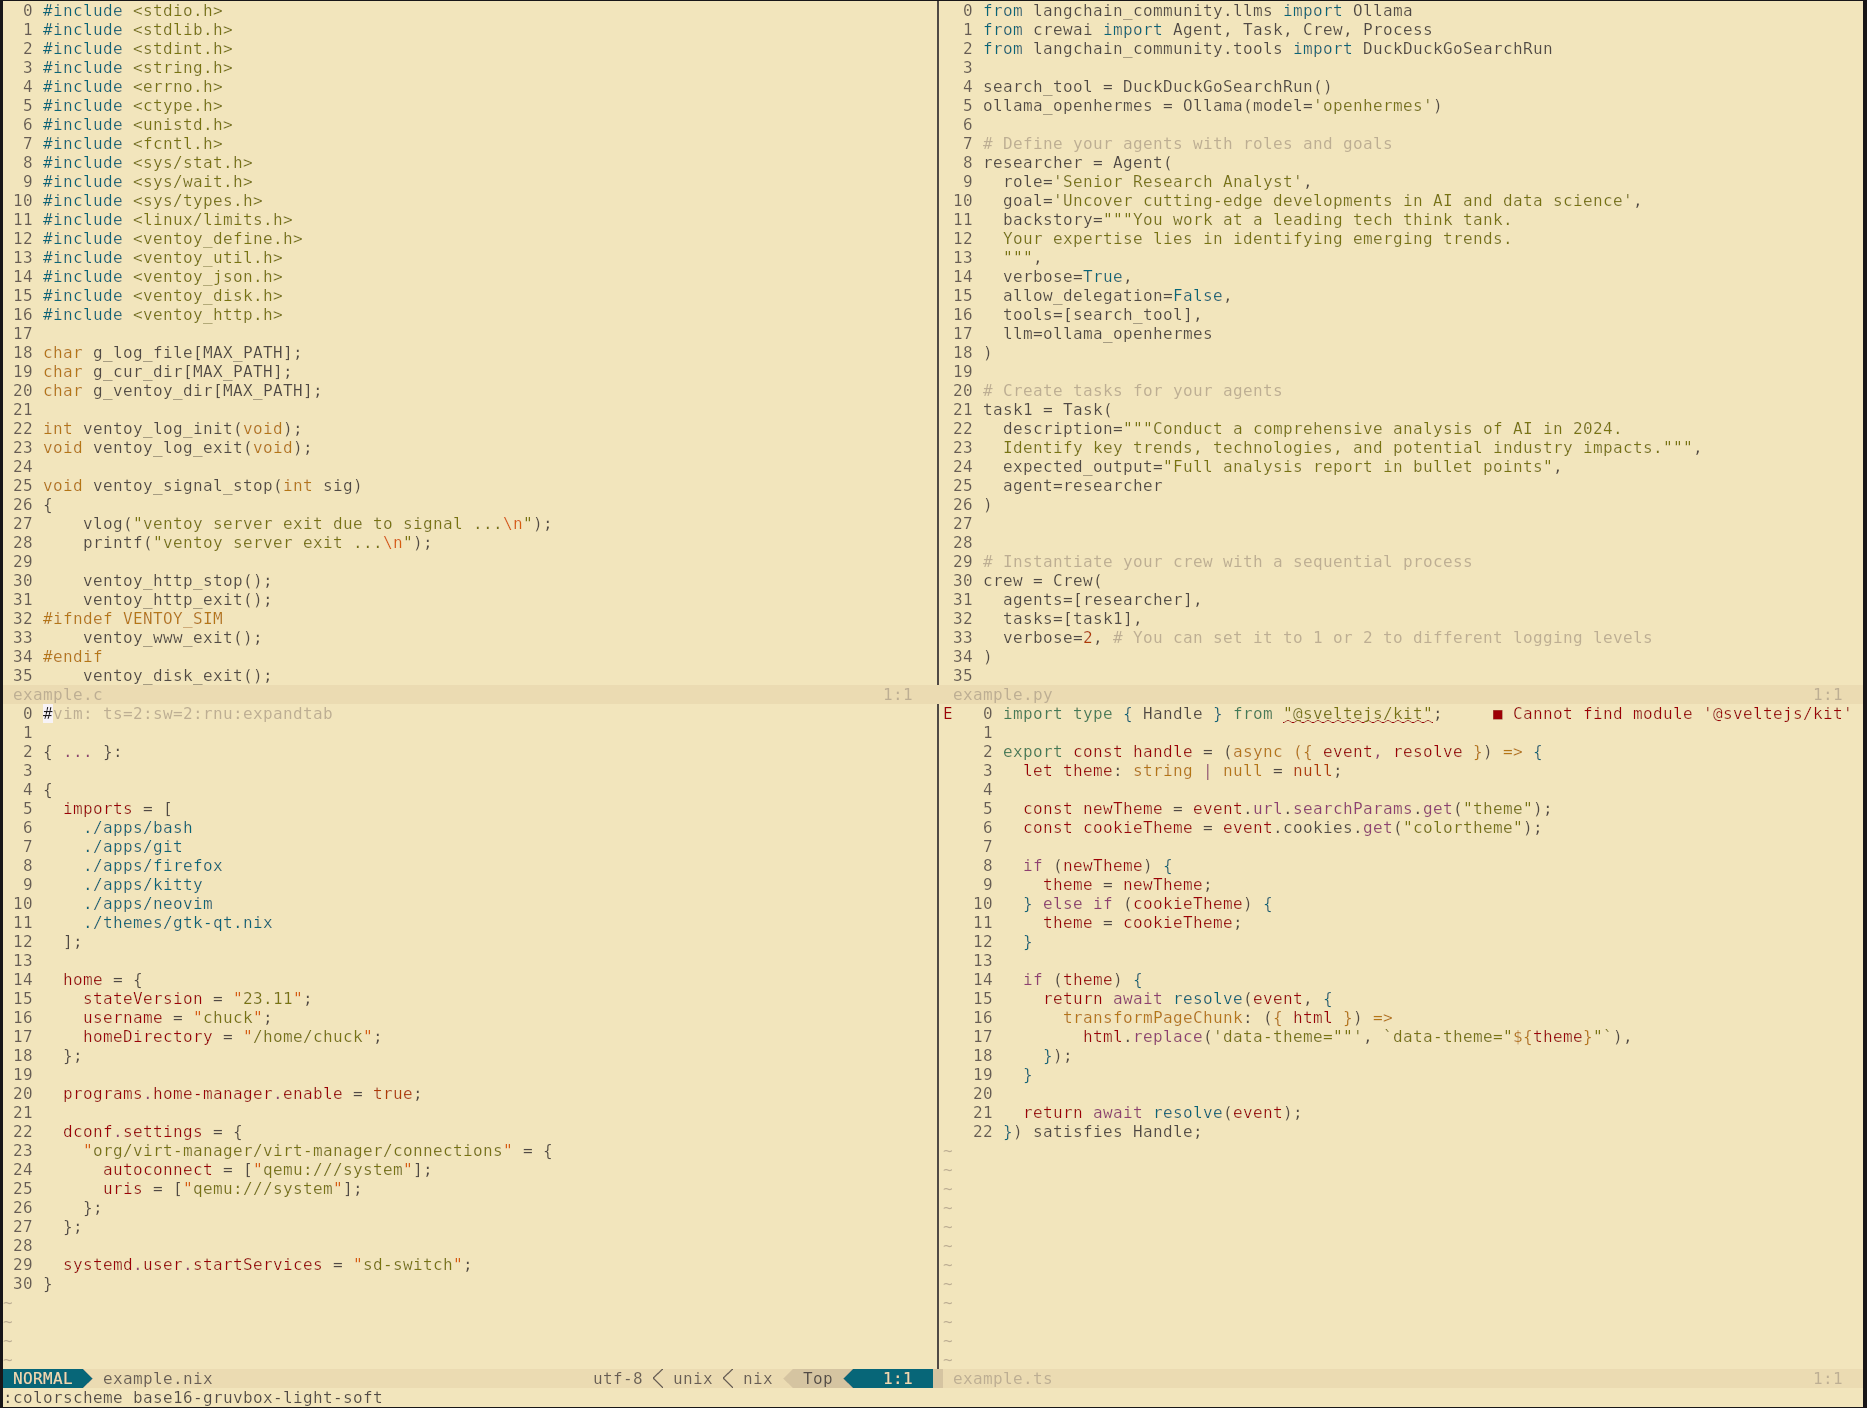 0 #include <stdio.h>
1 #include <stdlib.h>
2 #include <stdint.h>
3 #include <string.h>
4 #include <errno.h>
5 #include <ctype.h>
6 #include <unistd.h>
7 #include <fcntl.h>
8 #include <sys/stat.h>
9 #include <sys/wait.h>
10 #include <sys/types.h>
11 #include <linux/limits.h>
12 #include <ventoy_define.h>
13 #include <ventoy_util.h>
14 #include <ventoy_json.h>
15 #include <ventoy_disk.h>
16 #include <ventoy_http.h>
17
18 char g_log_file[MAX_PATH];
19 char g_cur_dir[MAX_PATH];
20 char g_ventoy_dir[MAX_PATH];
21
22 int ventoy_log_init(void);
23 void ventoy_log_exit(void);
24
25 void ventoy_signal_stop(int sig)
26 {
27     vlog("ventoy server exit due to signal ...\n");
28     printf("ventoy server exit ...\n");
29
30     ventoy_http_stop();
31     ventoy_http_exit();
32 #ifndef VENTOY_SIM
33     ventoy_www_exit();
34 #endif
35     ventoy_disk_exit();
example.c 1:1
0 from langchain_community.llms import Ollama
1 from crewai import Agent, Task, Crew, Process
2 from langchain_community.tools import DuckDuckGoSearchRun
3
4 search_tool = DuckDuckGoSearchRun()
5 ollama_openhermes = Ollama(model='openhermes')
6
7 # Define your agents with roles and goals
8 researcher = Agent(
9   role='Senior Research Analyst',
10   goal='Uncover cutting-edge developments in AI and data science',
11   backstory="""You work at a leading tech think tank.
12   Your expertise lies in identifying emerging trends.
13   """,
14   verbose=True,
15   allow_delegation=False,
16   tools=[search_tool],
17   llm=ollama_openhermes
18 )
19
20 # Create tasks for your agents
21 task1 = Task(
22   description="""Conduct a comprehensive analysis of AI in 2024.
23   Identify key trends, technologies, and potential industry impacts.""",
24   expected_output="Full analysis report in bullet points",
25   agent=researcher
26 )
27
28
29 # Instantiate your crew with a sequential process
30 crew = Crew(
31   agents=[researcher],
32   tasks=[task1],
33   verbose=2, # You can set it to 1 or 2 to different logging levels
34 )
35
example.py 1:1
0 #vim: ts=2:sw=2:rnu:expandtab
1
2 { ... }:
3
4 {
5   imports = [
6     ./apps/bash
7     ./apps/git
8     ./apps/firefox
9     ./apps/kitty
10     ./apps/neovim
11     ./themes/gtk-qt.nix
12   ];
13
14   home = {
15     stateVersion = "23.11";
16     username = "chuck";
17     homeDirectory = "/home/chuck";
18   };
19
20   programs.home-manager.enable = true;
21
22   dconf.settings = {
23     "org/virt-manager/virt-manager/connections" = {
24       autoconnect = ["qemu:///system"];
25       uris = ["qemu:///system"];
26     };
27   };
28
29   systemd.user.startServices = "sd-switch";
30 }
~
~
~
~
NORMAL example.nix utf-8 unix nix Top 1:1
E 0 import type { Handle } from "@sveltejs/kit"; ■ Cannot find module '@sveltejs/kit'
1
2 export const handle = (async ({ event, resolve }) => {
3   let theme: string | null = null;
4
5   const newTheme = event.url.searchParams.get("theme");
6   const cookieTheme = event.cookies.get("colortheme");
7
8   if (newTheme) {
9     theme = newTheme;
10   } else if (cookieTheme) {
11     theme = cookieTheme;
12   }
13
14   if (theme) {
15     return await resolve(event, {
16       transformPageChunk: ({ html }) =>
17         html.replace('data-theme=""', `data-theme="${theme}"`),
18     });
19   }
20
21   return await resolve(event);
22 }) satisfies Handle;
~
~
~
~
~
~
~
~
~
~
~
~
example.ts 1:1
:colorscheme base16-gruvbox-light-soft